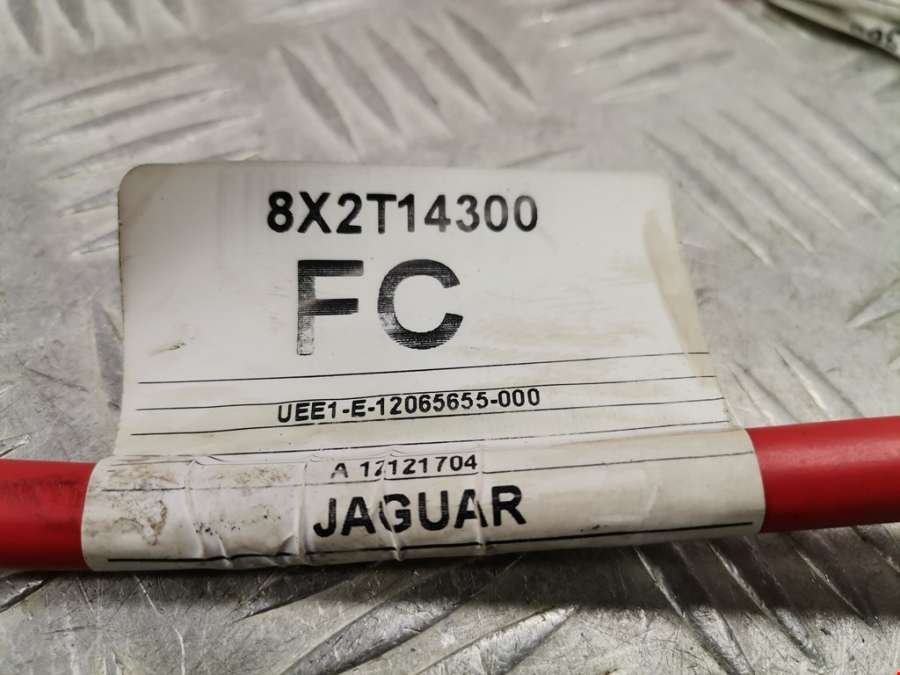 8X2T14300
FC
UEE1-E-12065655-000
A 12121704
JAGUAR